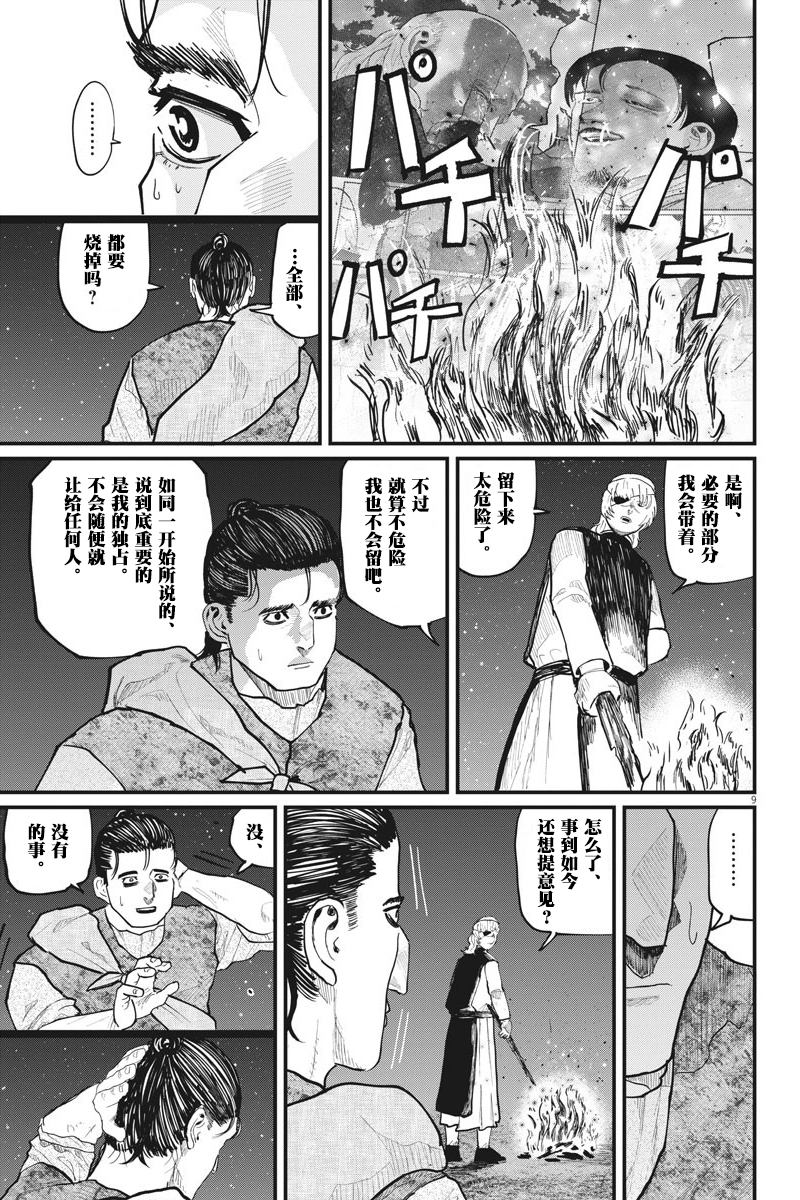 パチ
パチ
パチ
パチ
………
…全部、
都要
烧掉吗？
是啊、
必要的部分
我会带着。
留下来
太危险了。
不过
就算不危险
我也不会留吧。
如同一开始所说的、
说到底重要的
是我的独占。
不会随便就
让给任何人。
9
………
怎么了、
事到如今
还想提意见？
没、
没有
的事。